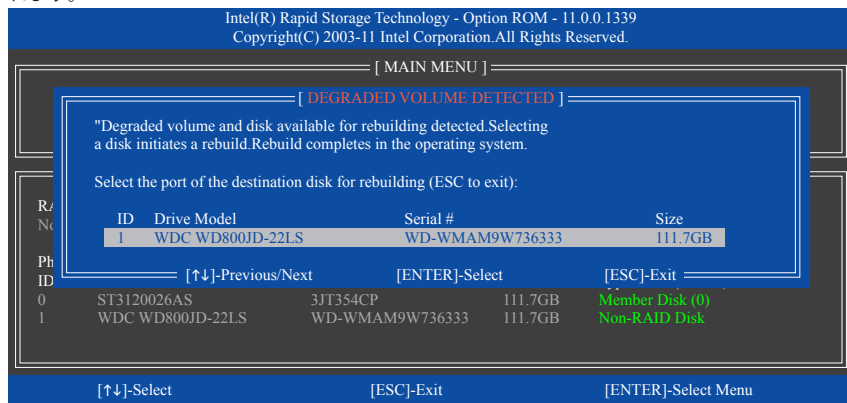 Intel(R) Rapid Storage Technology - Option ROM - 11.0.0.1339
Copyright(C) 2003-11 Intel Corporation.All Rights Reserved.
[ MAIN MENU ]
[ DEGRADED VOLUME DETECTED ]
"Degraded volume and disk available for rebuilding detected.Selecting
a disk initiates a rebuild.Rebuild completes in the operating system.
Select the port of the destination disk for rebuilding (ESC to exit):
ID Drive Model Serial # Size
1 WDC WD800JD-22LS WD-WMAM9W736333 111.7GB
[↑↓]-Previous/Next [ENTER]-Select [ESC]-Exit
ID
0 ST3120026AS 3JT354CP 111.7GB Member Disk (0)
1 WDC WD800JD-22LS WD-WMAM9W736333 111.7GB Non-RAID Disk
[↑↓]-Select [ESC]-Exit [ENTER]-Select Menu